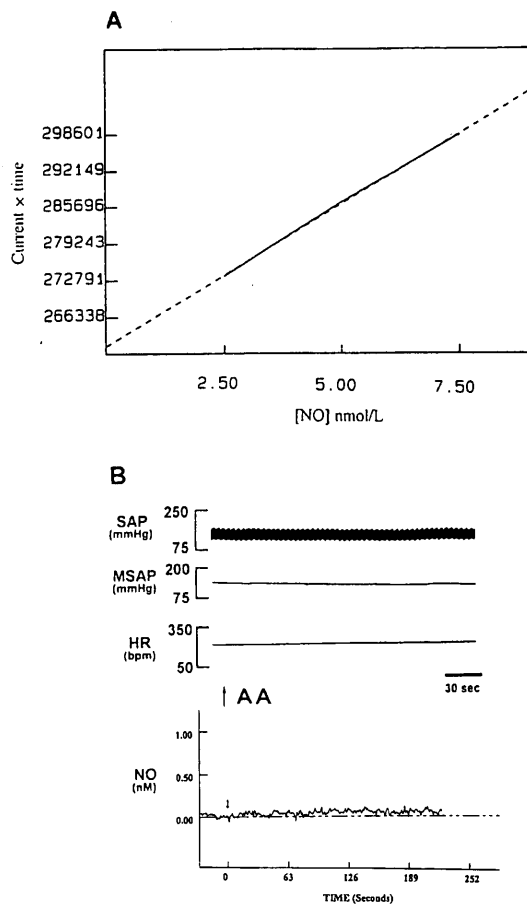 A
Current × time
298601
292149
285696
279243
272791
266338
2.50 5.00 7.50
[NO] nmol/L
B
SAP
(mmHg)
250
75
MSAP
(mmHg)
200
75
HR
(bpm)
350
50
30 sec
AA
NO
(nM)
1.00
0.50
0.00
0 63 126 189 252
TIME (Seconds)